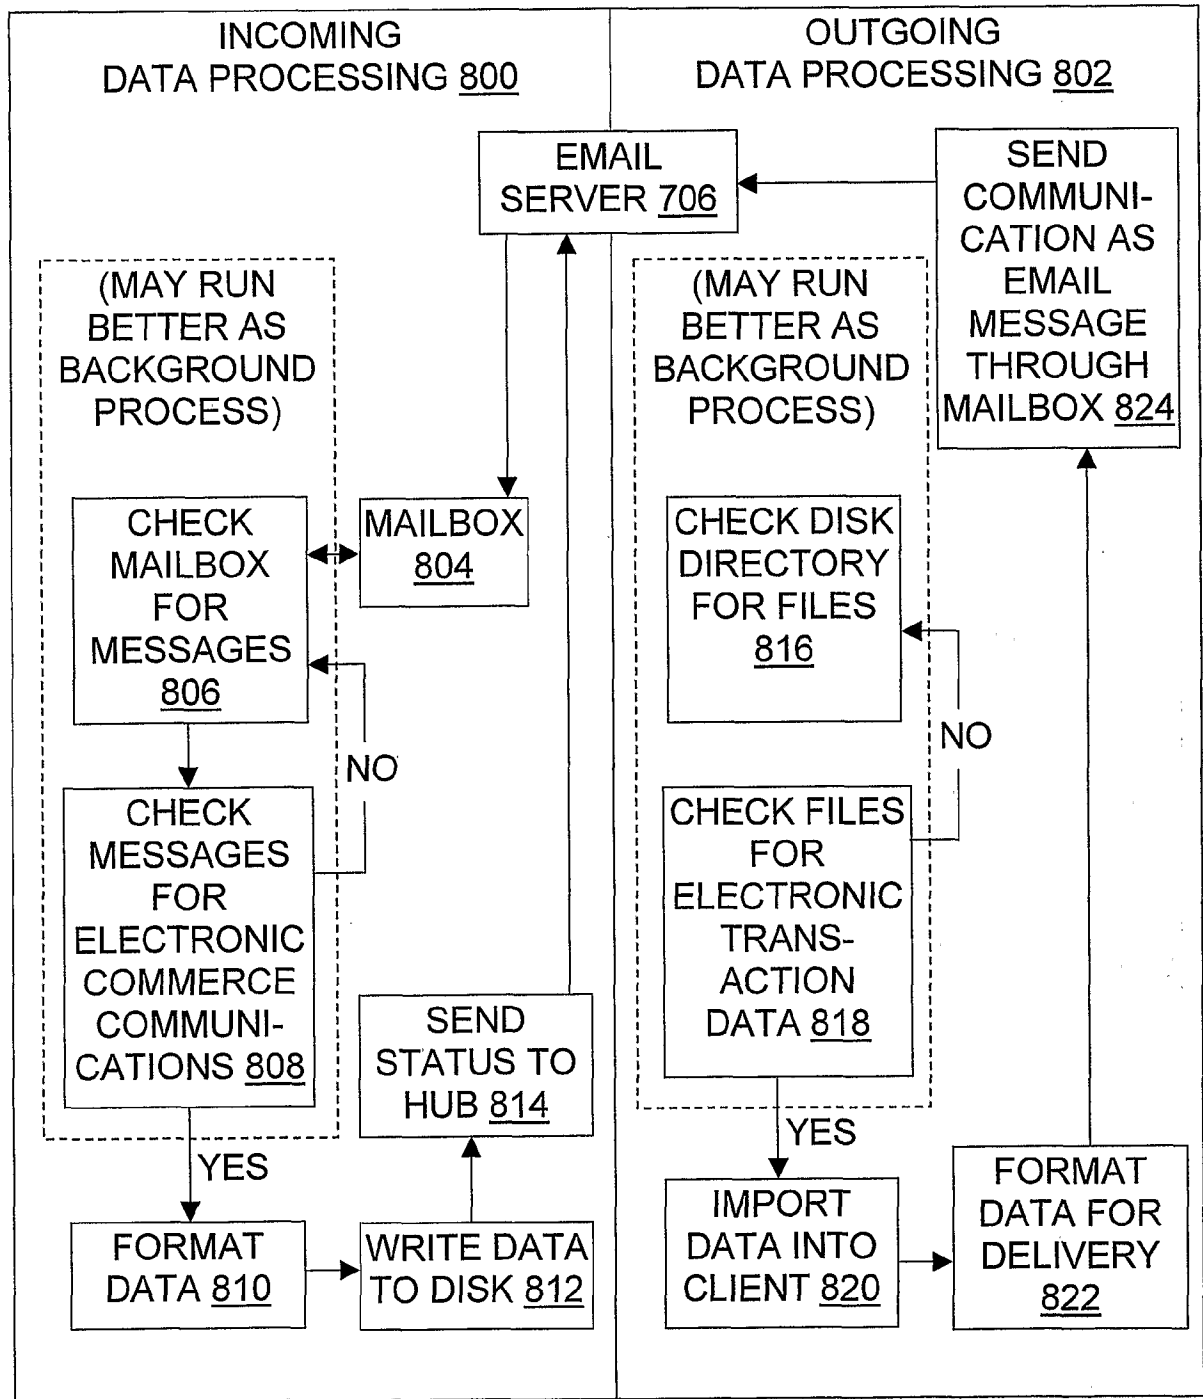 INCOMING
DATA PROCESSING 800
OUTGOING
DATA PROCESSING 802
EMAIL
SERVER 706
SEND
COMMUNI-
CATION AS
EMAIL
MESSAGE
THROUGH
MAILBOX 824
(MAY RUN
BETTER AS
BACKGROUND
PROCESS)
CHECK
MAILBOX
FOR
MESSAGES
806
MAILBOX
804
NO
CHECK
MESSAGES
FOR
ELECTRONIC
COMMERCE
COMMUNI-
CATIONS 808
YES
FORMAT
DATA 810
WRITE DATA
TO DISK 812
SEND
STATUS TO
HUB 814
(MAY RUN
BETTER AS
BACKGROUND
PROCESS)
CHECK DISK
DIRECTORY
FOR FILES
816
NO
CHECK FILES
FOR
ELECTRONIC
TRANS-
ACTION
DATA 818
YES
IMPORT
DATA INTO
CLIENT 820
FORMAT
DATA FOR
DELIVERY
822